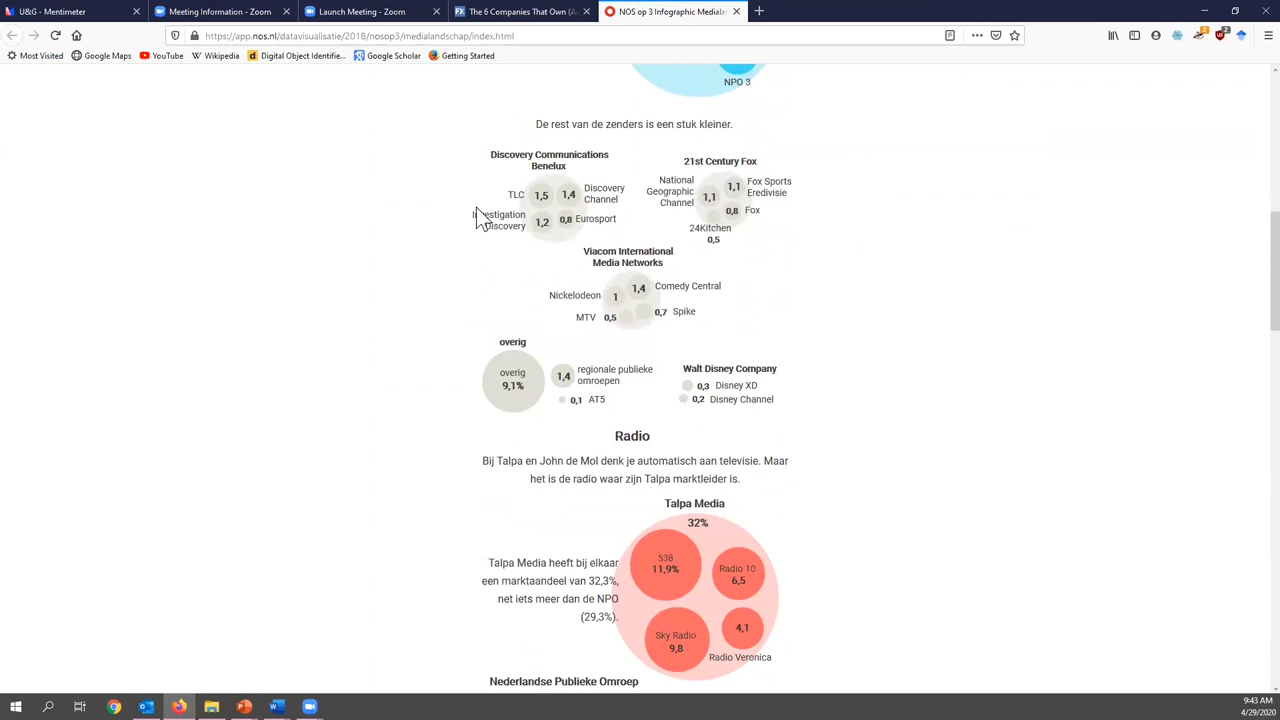 U&G - Mentimeter
Meeting Information - Zoom
Launch Meeting - Zoom
The 6 Companies That Own (A
NOS op 3 Infographic Mediala
https://app.nos.nl/datavisualisatie/2018/nosop3/medialandschap/index.html
Most Visited
Google Maps
YouTube
Wikipedia
Digital Object Identifie...
Google Scholar
Getting Started
NPO 3
De rest van de zenders is een stuk kleiner.
Discovery Communications
Benelux
TLC
1,5
1,4
Discovery
Channel
Investigation
Discovery
1,2
0,8
Eurosport
21st Century Fox
National
Geographic
Channel
1,1
1,1
Fox Sports
Eredivisie
0,8
Fox
24Kitchen
0,5
Viacom International
Media Networks
Nickelodeon
1
1,4
Comedy Central
MTV
0,5
0,7
Spike
overig
overig
9,1%
1,4
regionale publieke
omroepen
0,1
AT5
Walt Disney Company
0,3
Disney XD
0,2
Disney Channel
Radio
Bij Talpa en John de Mol denk je automatisch aan televisie. Maar
het is de radio waar zijn Talpa marktleider is.
Talpa Media
32%
538
11,9%
Radio 10
6,5
Sky Radio
9,8
4,1
Radio Veronica
Talpa Media heeft bij elkaar
een marktaandeel van 32,3%,
net iets meer dan de NPO
(29,3%).
Nederlandse Publieke Omroep
9:43 AM
4/29/2020